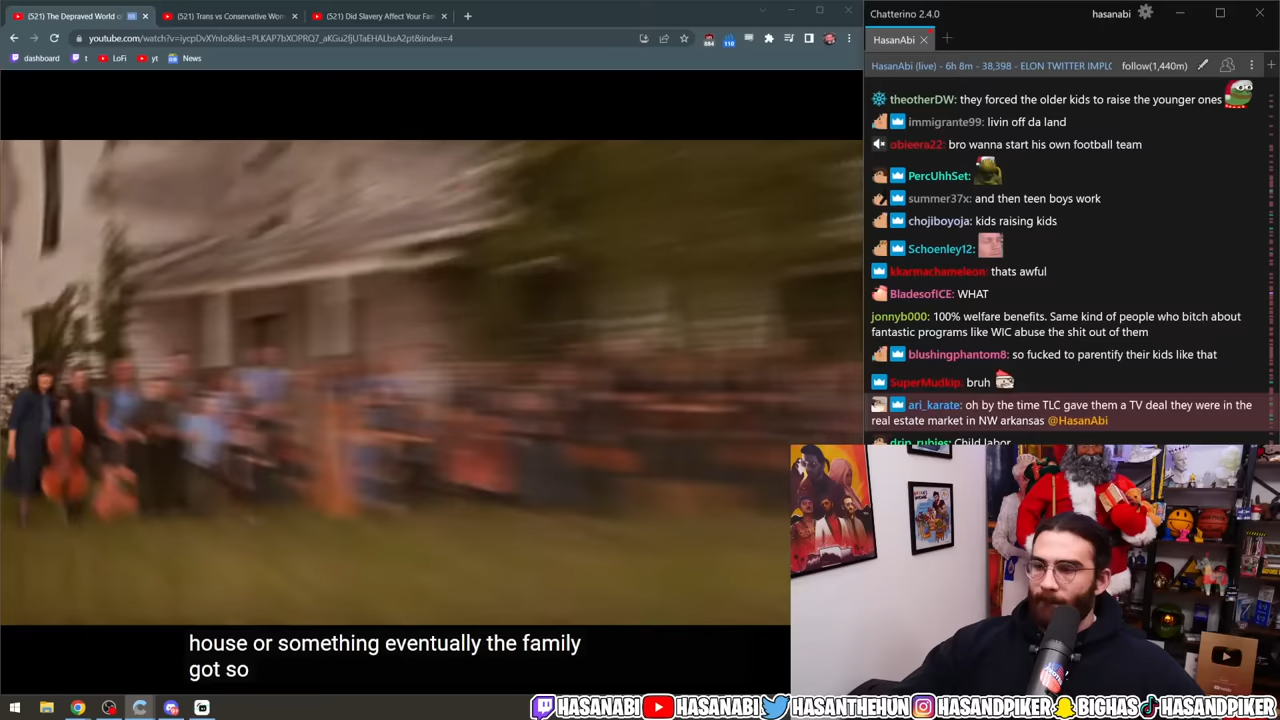 (521) The Depraved World of
(521) Trans vs Conservative Wom
(521) Did Slavery Affect Your Fam
youtube.com/watch?v=iycpDvXYnIo&list=PLKAP7bXOPRQ7_aKGu2fjUTaEHALbsA2pt&index=4
884
110
dashboard
t
LoFi
yt
News
Chatterino 2.4.0
hasanabi
HasanAbi
HasanAbi (live) - 6h 8m - 38,398 - ELON TWITTER IMPLC
follow(1,440m)
theotherDW: they forced the older kids to raise the younger ones
immigrante99: livin off da land
obieera22: bro wanna start his own football team
PercUhhSet:
summer37x: and then teen boys work
chojiboyoja: kids raising kids
Schoenley12:
kkarmachameleon: thats awful
BladesofICE: WHAT
jonnyb000: 100% welfare benefits. Same kind of people who bitch about
fantastic programs like WIC abuse the shit out of them
blushingphantom8: so fucked to parentify their kids like that
SuperMudkip: bruh
ari_karate: oh by the time TLC gave them a TV deal they were in the
real estate market in NW arkansas @HasanAbi
drip_rubies: Child labor
house or something eventually the family
got so
HASANABI
HASANABI
HASANTHEHUN
HASANDPIKER
BIGHAS
HASANDPIKER